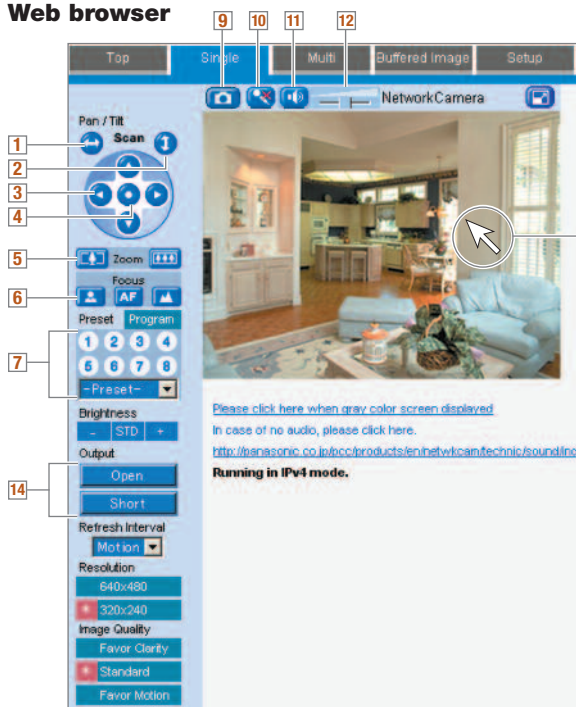 Web browser
9 10 11 12
Top Single Multi Buffered Image Setup
NetworkCamera
Pan / Tilt
1 Scan
2
3
4
5 Zoom
Focus
6 AF
Preset Program
1 2 3 4
7
5 6 7 8
-Preset-
Brightness
- STD +
Output
14
Open
Short
Refresh Interval
Motion
Resolution
640x480
* 320x240
Image Quality
Favor Clarity
* Standard
Favor Motion
Please click here when gray color screen displayed
In case of no audio, please click here.
http://panasonic.co.jp/pcc/products/en/netwkcam/technic/sound/inc
Running in IPv4 mode.